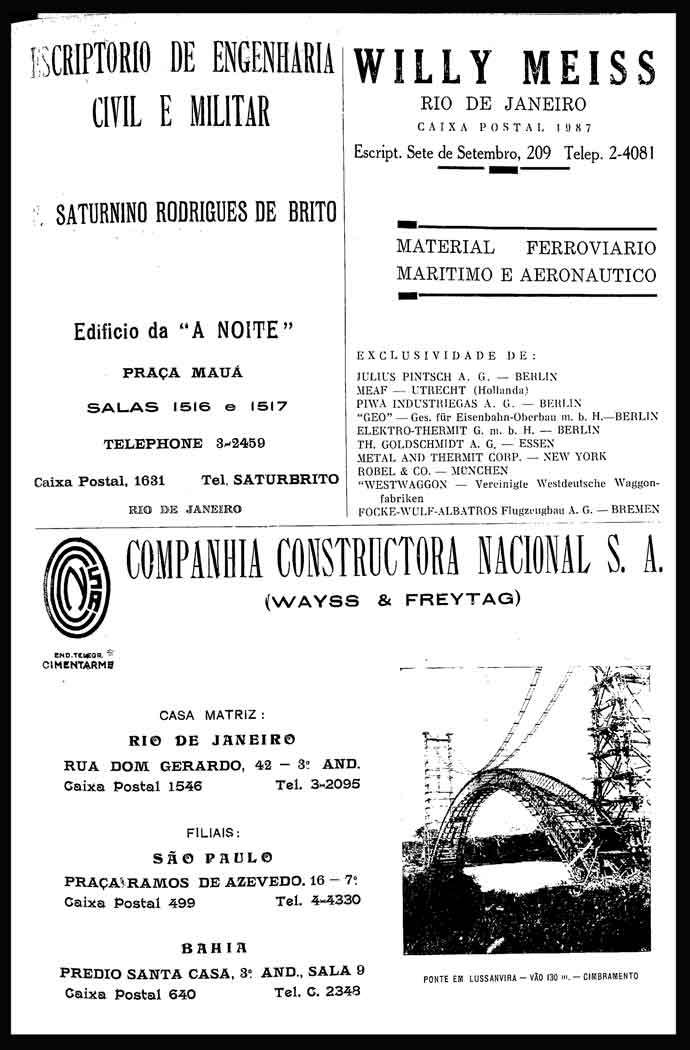 ESCRIPTORIO DE ENGENHARIA
CIVIL E MILITAR
SATURNINO RODRIGUES DE BRITO
Edificio da "A NOITE"
PRAÇA MAUÁ
SALAS 1516 e 1517
TELEPHONE 3-2459
Caixa Postal, 1631 Tel. SATURBRITO
RIO DE JANEIRO
WILLY MEISS
RIO DE JANEIRO
CAIXA POSTAL 1987
Escript. Sete de Setembro, 209 Telep. 2-4081
MATERIAL FERROVIARIO
MARITIMO E AERONAUTICO
EXCLUSIVIDADE DE:
JULIUS PINTSCH A. G. — BERLIN
MEAF — UTRECHT (Hollanda)
PIWA INDUSTRIEGAS A. G. — BERLIN
"GEO" — Ges. für Eisenbahn-Oberbau m. b. H.—BERLIN
ELEKTRO-THERMIT G. m. b. H. — BERLIN
TH. GOLDSCHMIDT A. G. — ESSEN
METAL AND THERMIT CORP. — NEW YORK
ROBEL & CO. — MÜNCHEN
"WESTWAGGON — Vereinigte Westdeutsche Waggon-
fabriken
FOCKE-WULF-ALBATROS Flugzeugbau A. G. — BREMEN
COMPANHIA CONSTRUCTORA NACIONAL S. A.
(WAYSS & FREYTAG)
END. TELEGR.
CIMENTARME
CASA MATRIZ:
RIO DE JANEIRO
RUA DOM GERARDO, 42 – 3º AND.
Caixa Postal 1546 Tel. 3-2095
FILIAIS:
SÃO PAULO
PRAÇA RAMOS DE AZEVEDO. 16 – 7º
Caixa Postal 499 Tel. 4-4330
BAHIA
PREDIO SANTA CASA, 3º AND., SALA 9
Caixa Postal 640 Tel. C. 2348
PONTE EM LUSSANVIRA – VÃO 130 m. – CIMBRAMENTO